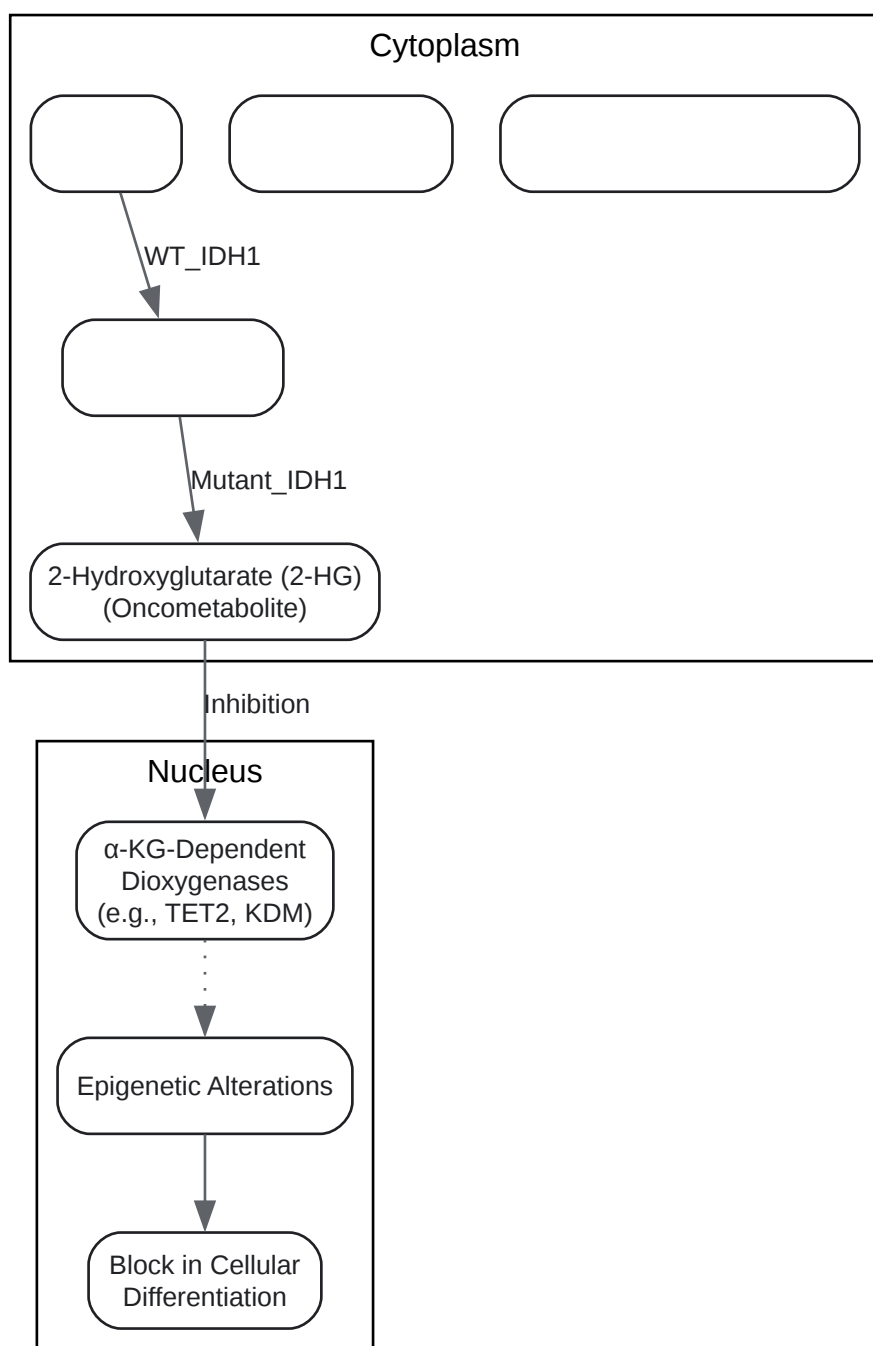 Cytoplasm
WT_IDH1
Mutant_IDH1
2-Hydroxyglutarate (2-HG)
(Oncometabolite)
Inhibition
Nucleus
α-KG-Dependent
Dioxygenases
(e.g., TET2, KDM)
Epigenetic Alterations
Block in Cellular
Differentiation